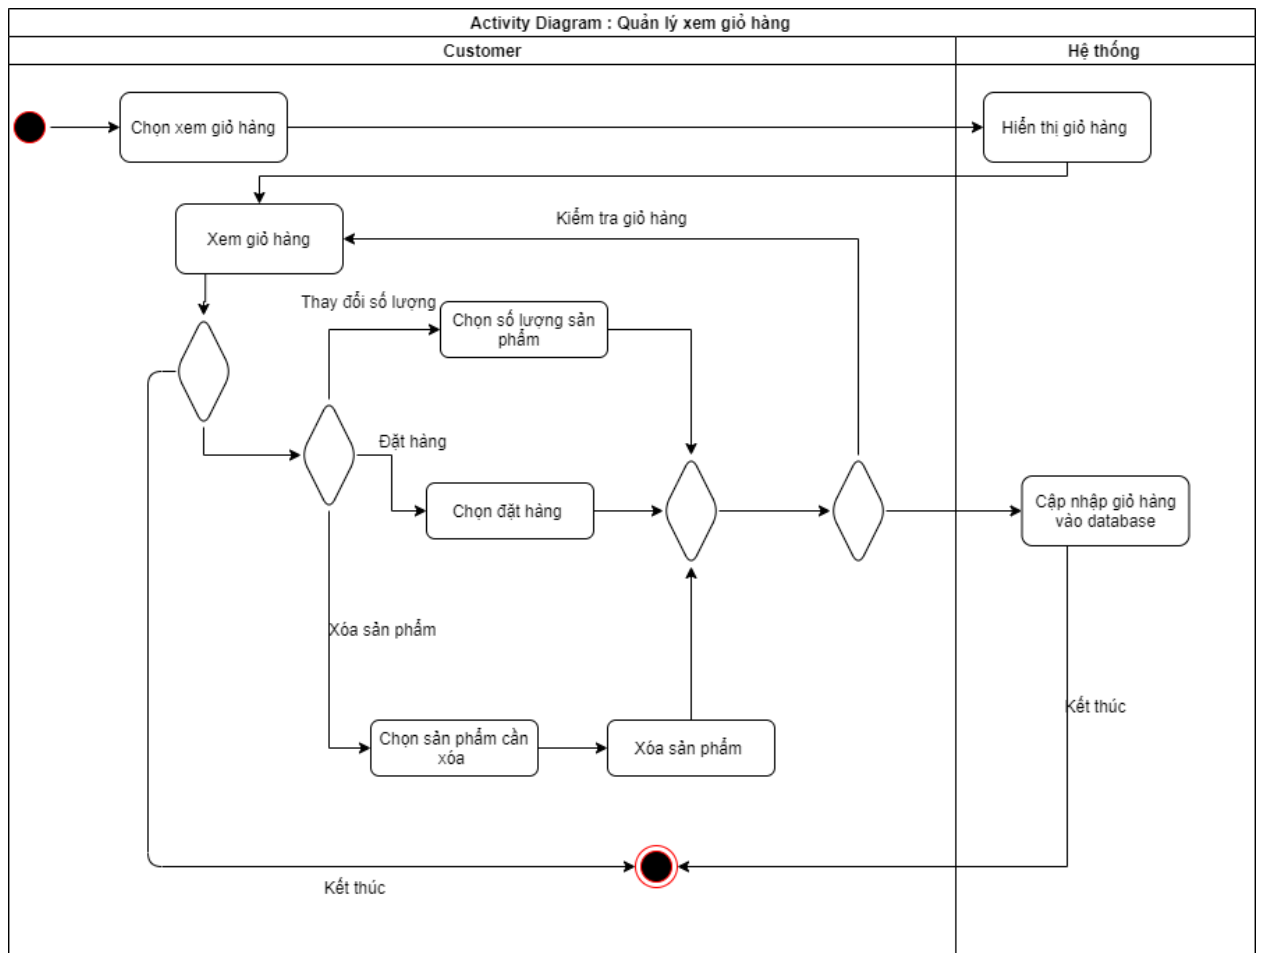 Activity Diagram : Quản lý xem giỏ hàng
Customer
Hệ thống
Chọn xem giỏ hàng
Hiển thị giỏ hàng
Xem giỏ hàng
Kiểm tra giỏ hàng
Thay đổi số lượng
Chọn số lượng sản
phẩm
Đặt hàng
Chọn đặt hàng
Cập nhập giỏ hàng
vào database
Xóa sản phẩm
Chọn sản phẩm cần
xóa
Xóa sản phẩm
Kết thúc
Kết thúc